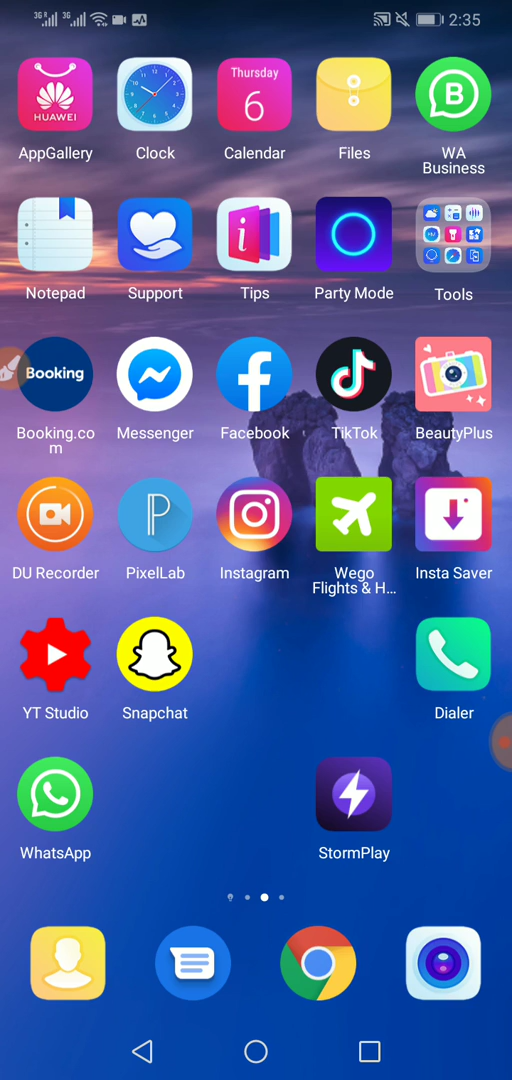 3G R 3G 2:35
Thursday
6
HUAWEI
B
AppGallery Clock Calendar Files WA
Business
Notepad Support Tips Party Mode Tools
Booking
Booking.co
m
Messenger Facebook TikTok BeautyPlus
DU Recorder PixelLab Instagram Wego
Flights & H... Insta Saver
YT Studio Snapchat Dialer
WhatsApp StormPlay